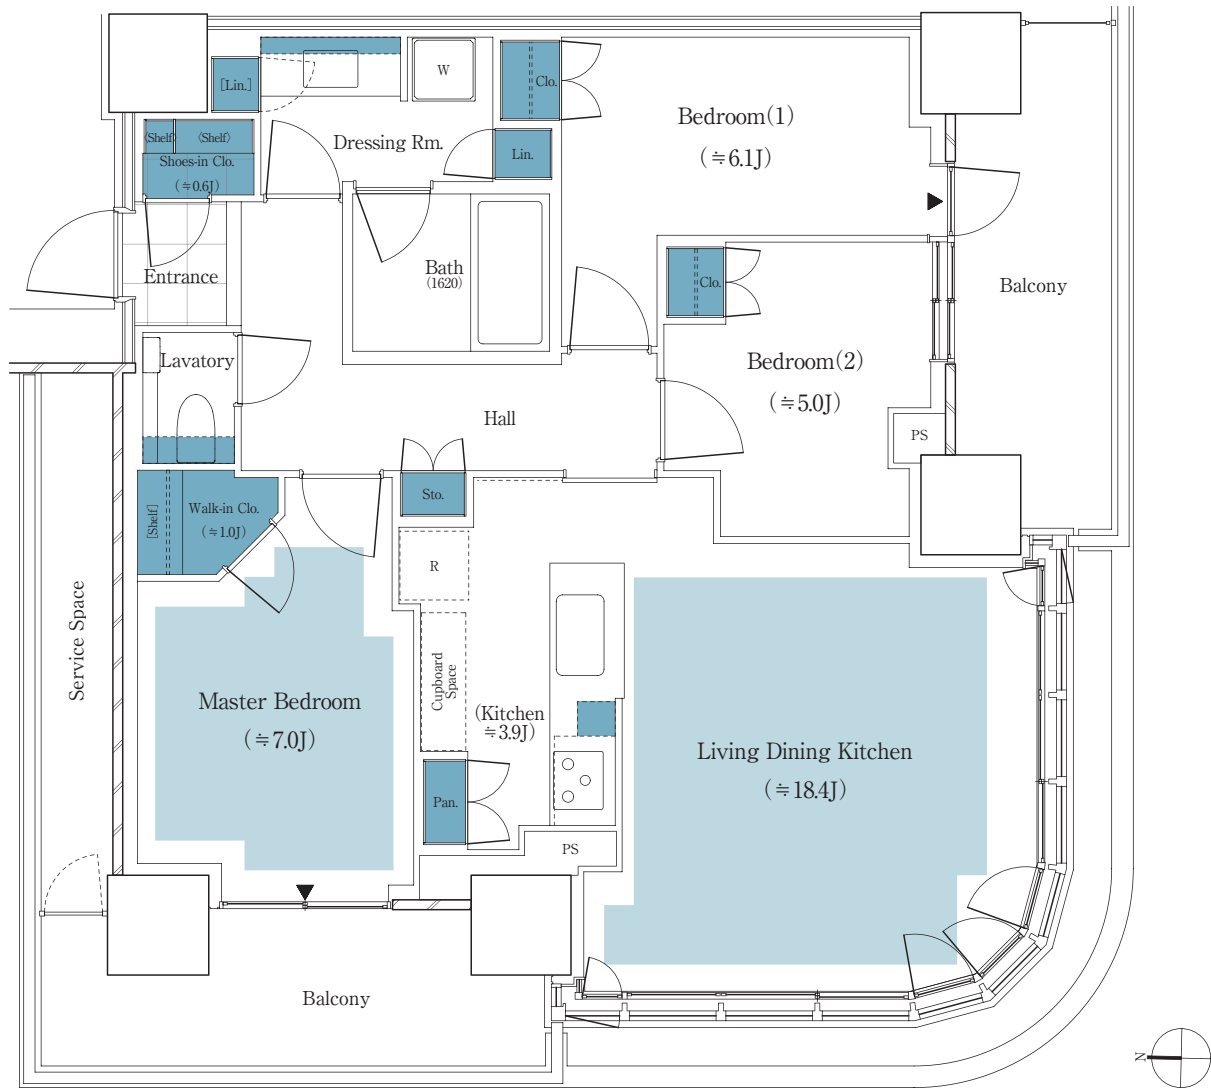 [Lin.]
W
Clo.
Bedroom(1)
(≒6.1J)
〈Shelf〉
〈Shelf〉
Shoes-in Clo.
(≒0.6J)
Dressing Rm.
Lin.
Entrance
Bath
(1620)
Clo.
Balcony
Lavatory
Bedroom(2)
(≒5.0J)
Hall
PS
[Shelf]
Walk-in Clo.
(≒1.0J)
Sto.
R
Service Space
Cupboard
Space
Master Bedroom
(≒7.0J)
(Kitchen
≒3.9J)
Living Dining Kitchen
(≒18.4J)
Pan.
PS
Balcony
N